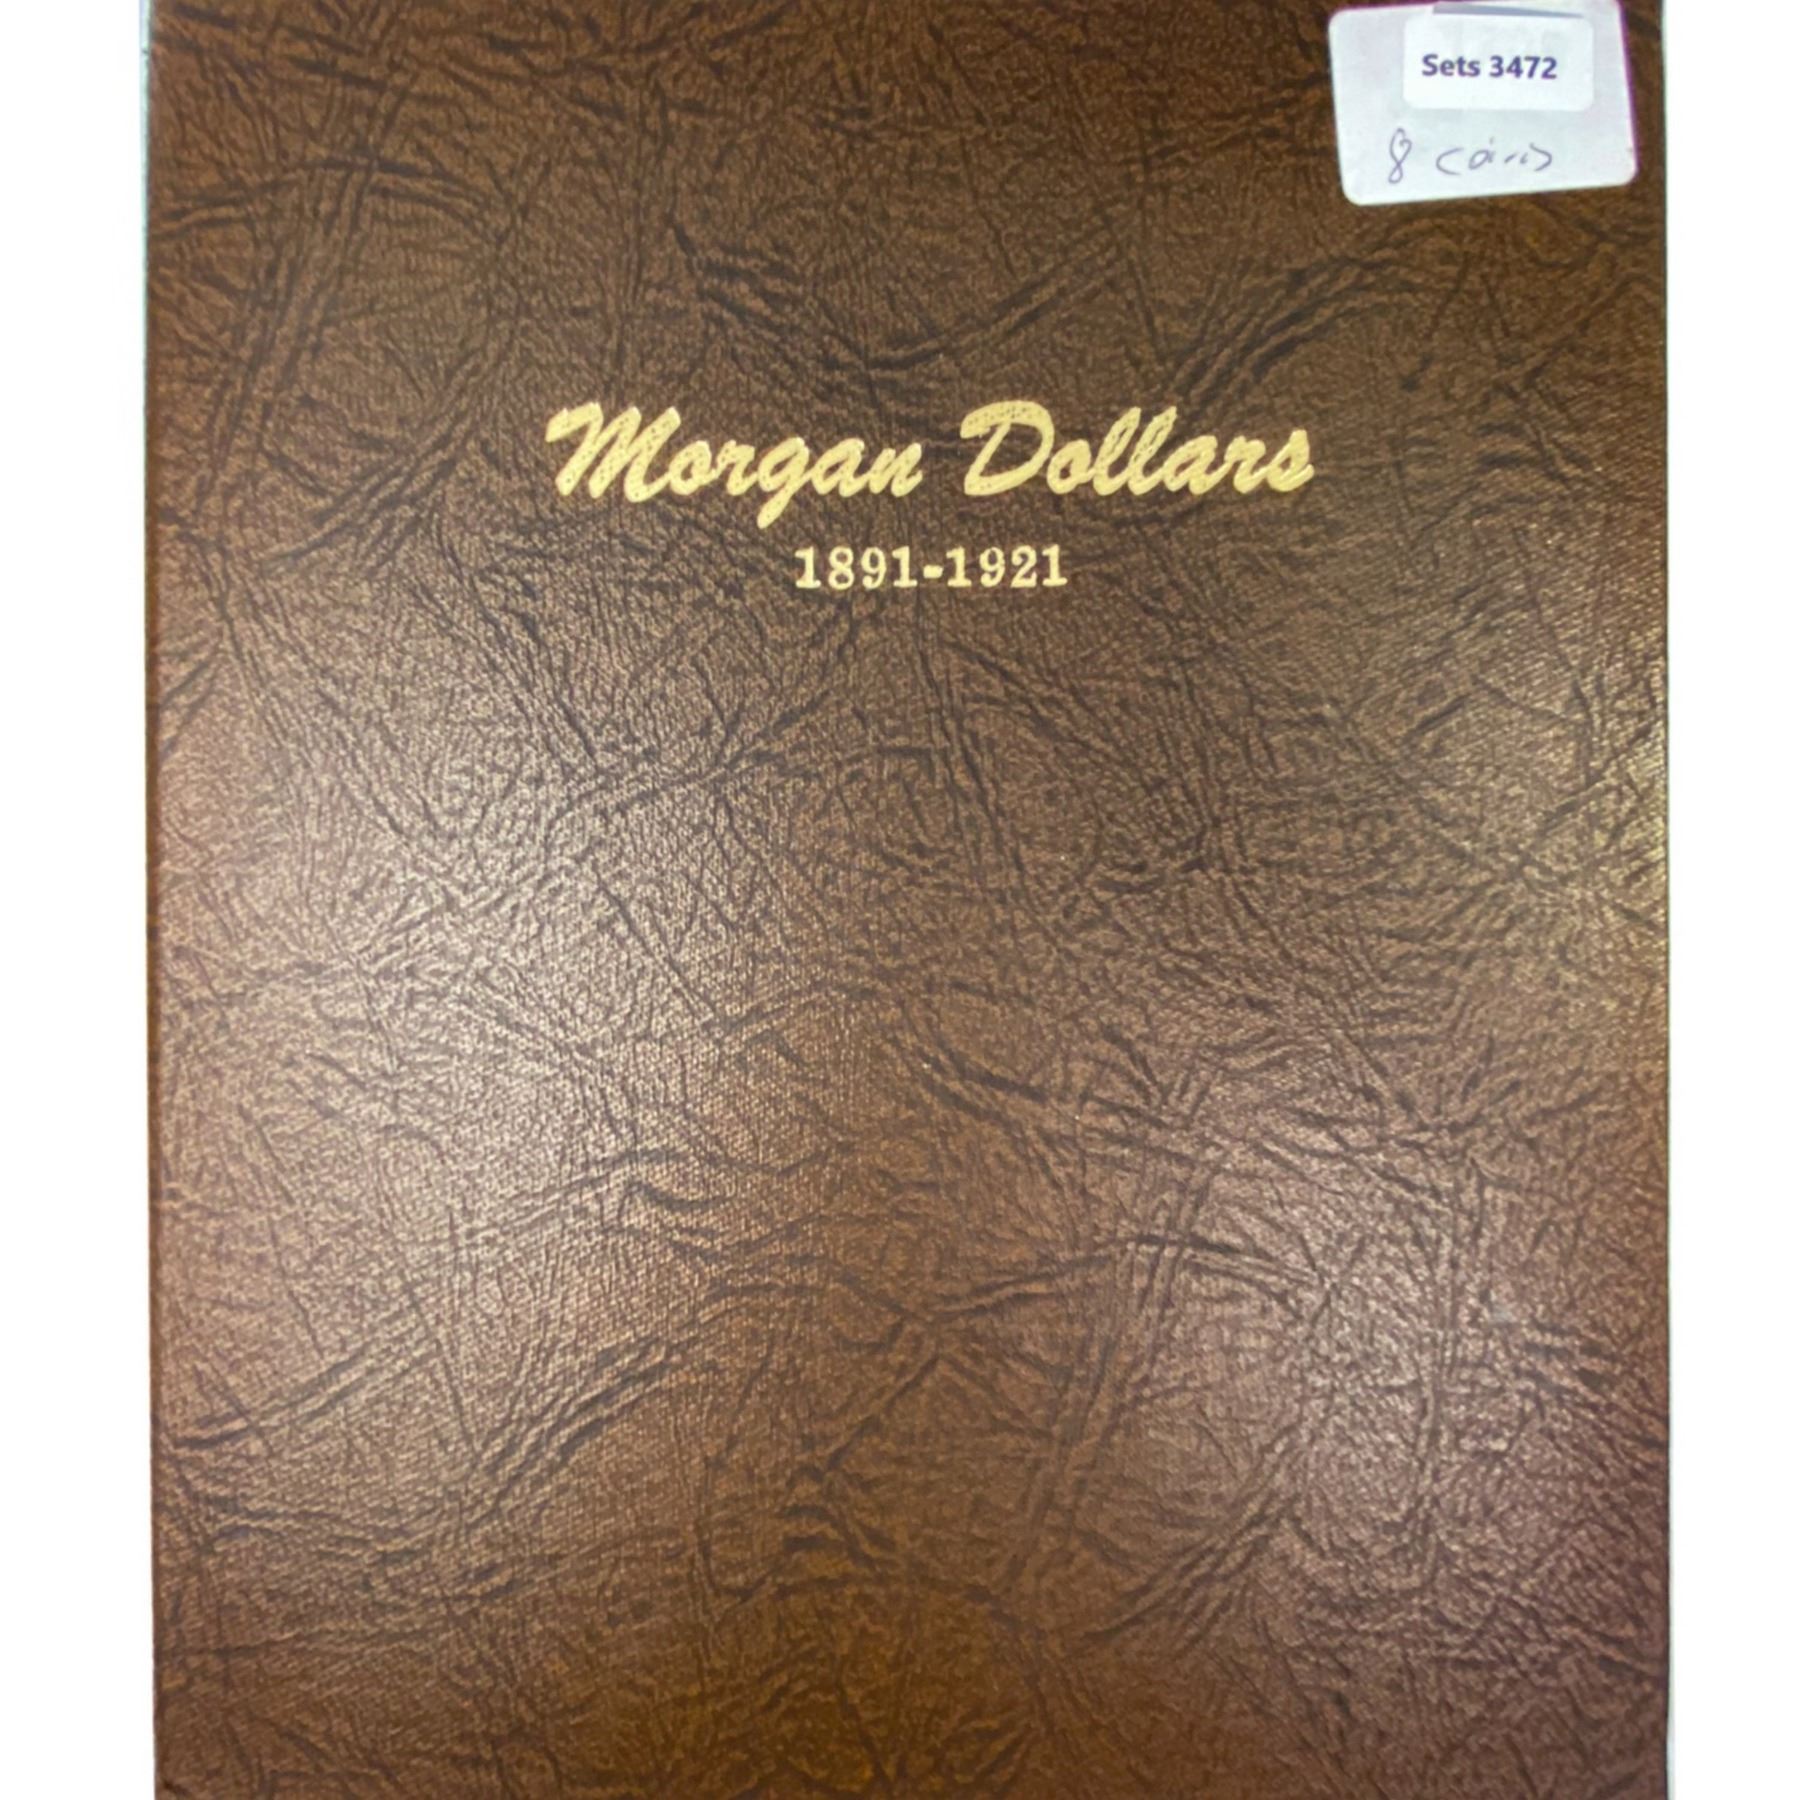 Sets 3472
8 coins
Morgan Dollars
1891-1921